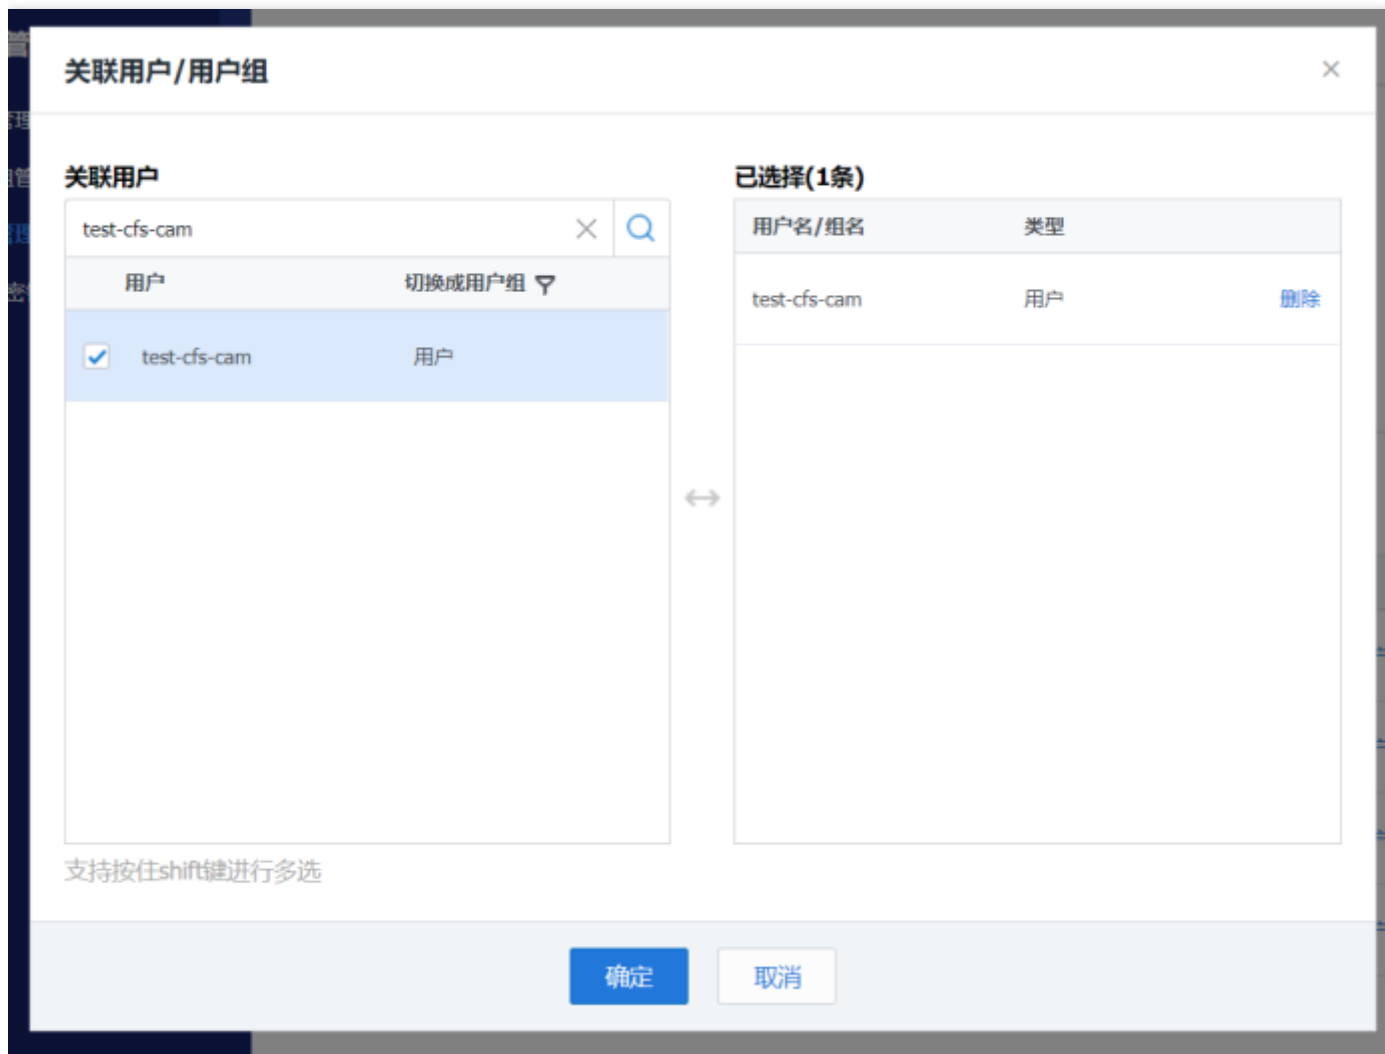 关联用户/用户组
关联用户
test-cfs-cam
用户 切换成用户组
test-cfs-cam 用户
支持按住shift键进行多选
已选择(1条)
用户名/组名 类型
test-cfs-cam 用户 删除
确定 取消